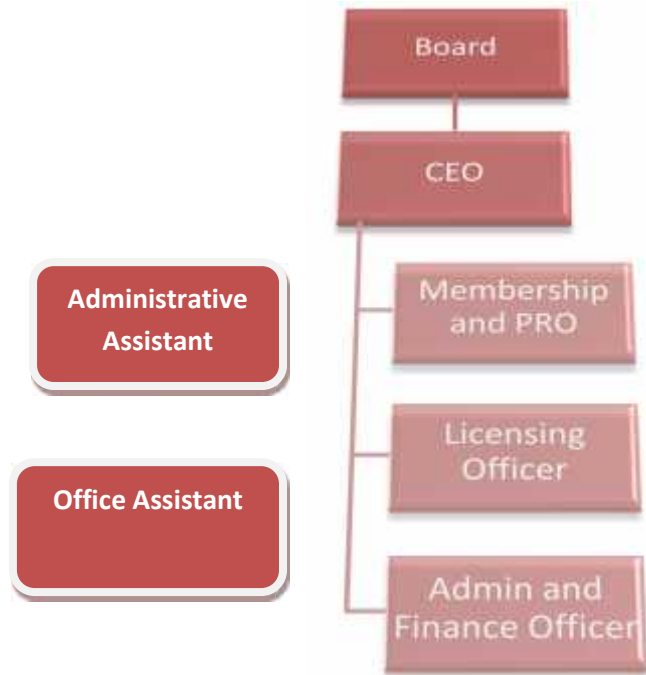 Board
CEO
Administrative
Assistant
Membership
and PRO
Licensing
Officer
Office Assistant
Admin and
Finance Officer